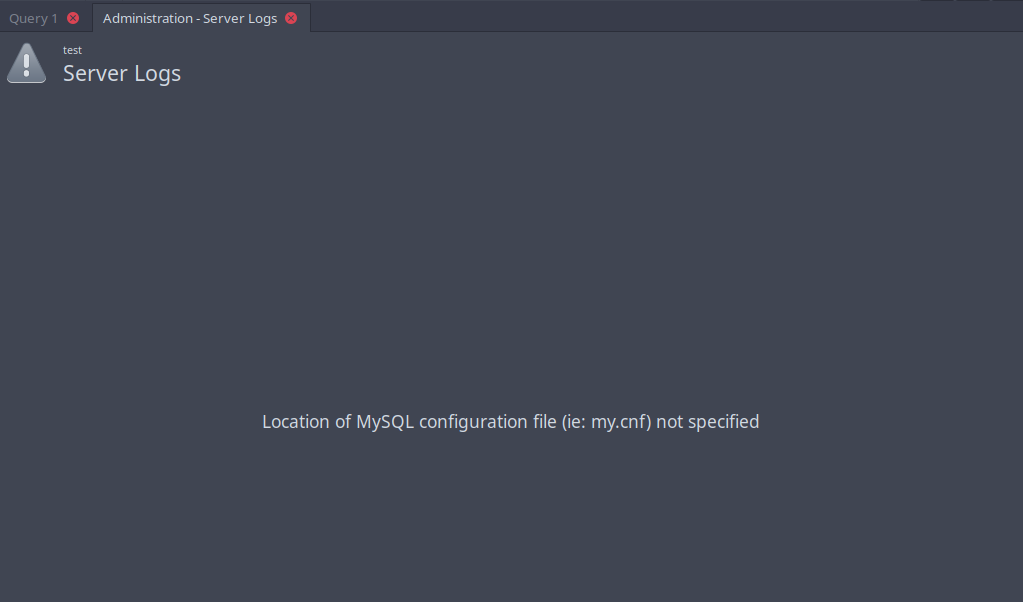 Query 1
Administration - Server Logs
test
Server Logs
Location of MySQL configuration file (ie: my.cnf) not specified